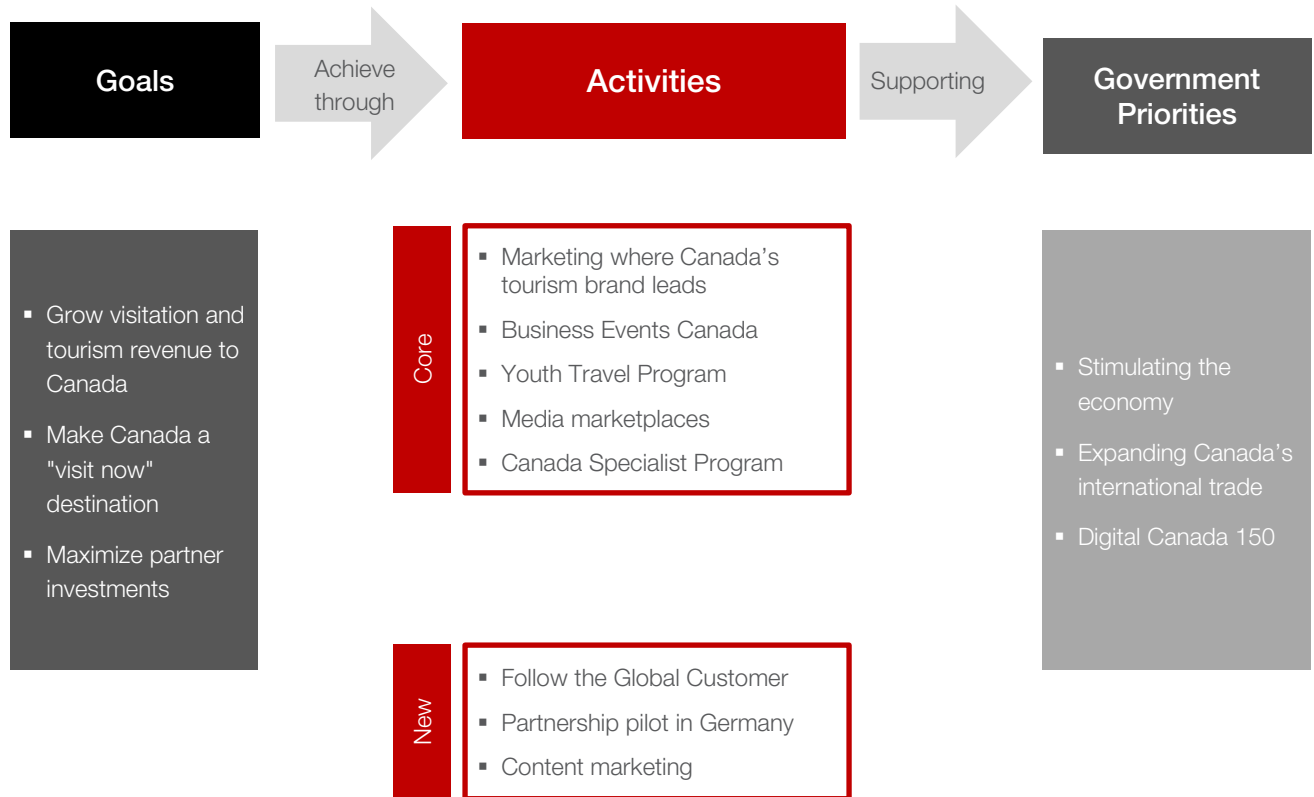 Goals
Achieve
through
Activities
Supporting
Government
Priorities
▪ Grow visitation and
tourism revenue to
Canada
▪ Make Canada a
"visit now"
destination
▪ Maximize partner
investments
Core
▪ Marketing where Canada’s
tourism brand leads
▪ Business Events Canada
▪ Youth Travel Program
▪ Media marketplaces
▪ Canada Specialist Program
New
▪ Follow the Global Customer
▪ Partnership pilot in Germany
▪ Content marketing
▪ Stimulating the
economy
▪ Expanding Canada’s
international trade
▪ Digital Canada 150